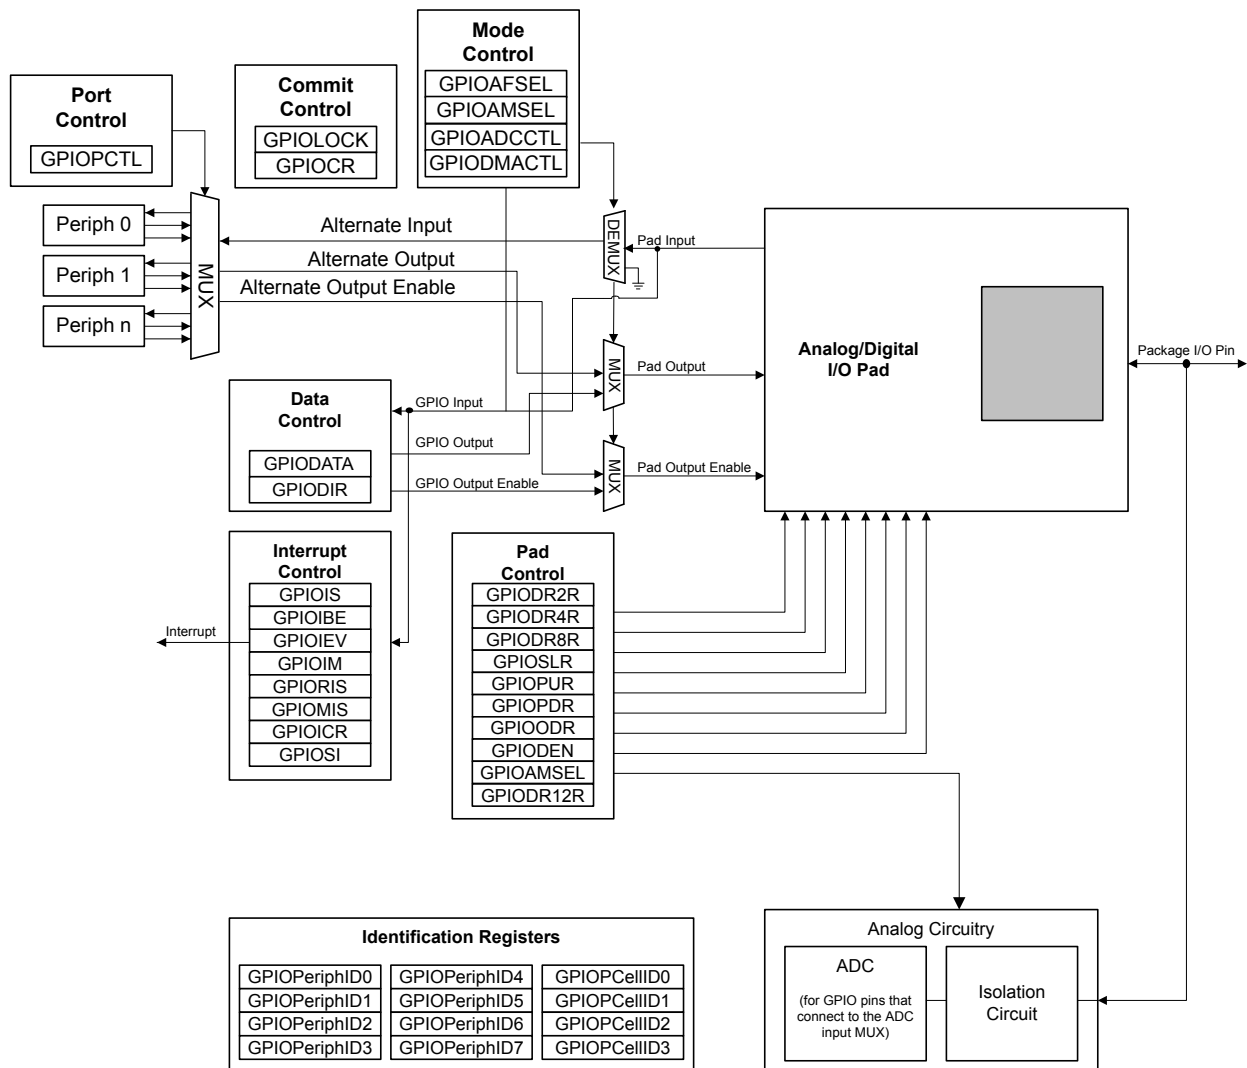 Mode
Control
GPIOAFSEL
GPIOAMSEL
GPIOADCCTL
GPIODMACTL
Commit
Control
GPIOLOCK
GPIOCR
Port
Control
GPIOPCTL
Periph 0
Periph 1
Periph n
MUX
Alternate Input
Alternate Output
Alternate Output Enable
DEMUX
Pad Input
MUX
Pad Output
MUX
Pad Output Enable
Analog/Digital
I/O Pad
Package I/O Pin
Data
Control
GPIODATA
GPIODIR
GPIO Input
GPIO Output
GPIO Output Enable
Interrupt
Control
GPIOIS
GPIOIBE
GPIOIEV
GPIOIM
GPIORIS
GPIOMIS
GPIOICR
GPIOSI
Interrupt
Pad
Control
GPIODR2R
GPIODR4R
GPIODR8R
GPIOSLR
GPIOPUR
GPIOPDR
GPIOODR
GPIODEN
GPIOAMSEL
GPIODR12R
Identification Registers
GPIOPeriphID0
GPIOPeriphID1
GPIOPeriphID2
GPIOPeriphID3
GPIOPeriphID4
GPIOPeriphID5
GPIOPeriphID6
GPIOPeriphID7
GPIOPCellID0
GPIOPCellID1
GPIOPCellID2
GPIOPCellID3
Analog Circuitry
ADC
(for GPIO pins that
connect to the ADC
input MUX)
Isolation
Circuit